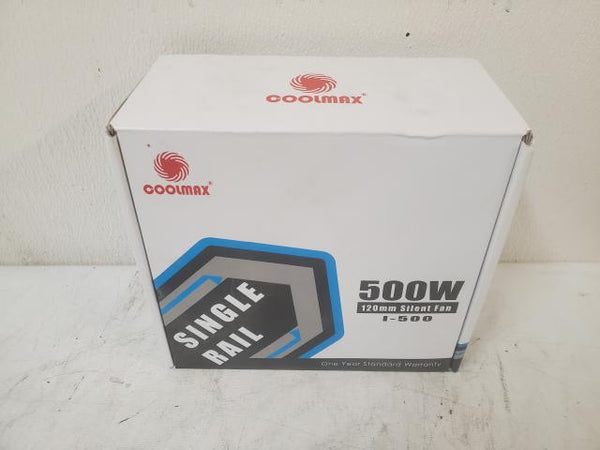 COOLMAX®
COOLMAX®
SINGLE
RAIL
500W
120mm Silent Fan
I-500
One Year Standard Warranty